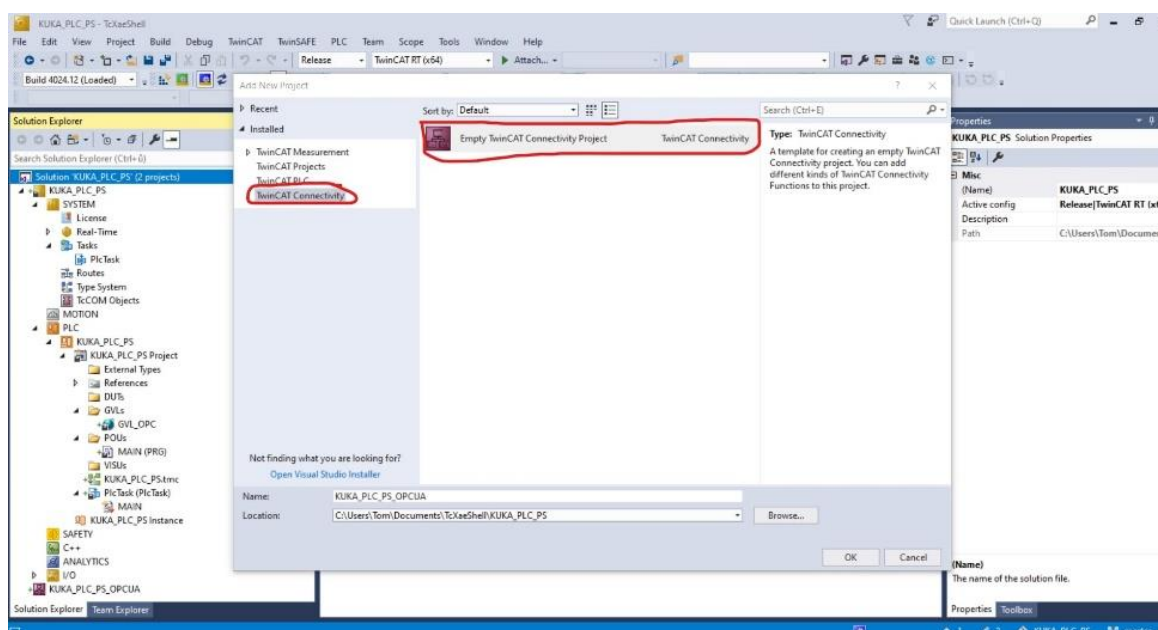 KUKA_PLC_PS - TcXaeShell
Quick Launch (Ctrl+Q)
File Edit View Project Build Debug TwinCAT TwinSAFE PLC Team Scope Tools Window Help
Release TwinCAT RT (x64) Attach...
Build 4024.12 (Loaded)
Add New Project
Recent
Installed
TwinCAT Measurement
TwinCAT Projects
TwinCAT PLC
TwinCAT Connectivity
Not finding what you are looking for?
Open Visual Studio Installer
Sort by: Default
Empty TwinCAT Connectivity Project TwinCAT Connectivity
Search (Ctrl+E)
Type: TwinCAT Connectivity
A template for creating an empty TwinCAT
Connectivity project. You can add
different kinds of TwinCAT Connectivity
Functions to this project.
Name: KUKA_PLC_PS_OPCUA
Location: C:\Users\Tom\Documents\TcXaeShell\KUKA_PLC_PS
Browse...
OK Cancel
Solution Explorer
Search Solution Explorer (Ctrl+ü)
Solution 'KUKA_PLC_PS' (2 projects)
KUKA_PLC_PS
SYSTEM
License
Real-Time
Tasks
PlcTask
Routes
Type System
TcCOM Objects
MOTION
PLC
KUKA_PLC_PS
KUKA_PLC_PS Project
External Types
References
DUTs
GVLs
GVL_OPC
POUs
MAIN (PRG)
VISUs
KUKA_PLC_PS.tmc
PlcTask (PlcTask)
MAIN
KUKA_PLC_PS Instance
SAFETY
C++
ANALYTICS
I/O
KUKA_PLC_PS_OPCUA
Solution Explorer Team Explorer
Properties
KUKA_PLC_PS Solution Properties
Misc
(Name) KUKA_PLC_PS
Active config Release|TwinCAT RT (x
Description
Path C:\Users\Tom\Docume
(Name)
The name of the solution file.
Properties Toolbox